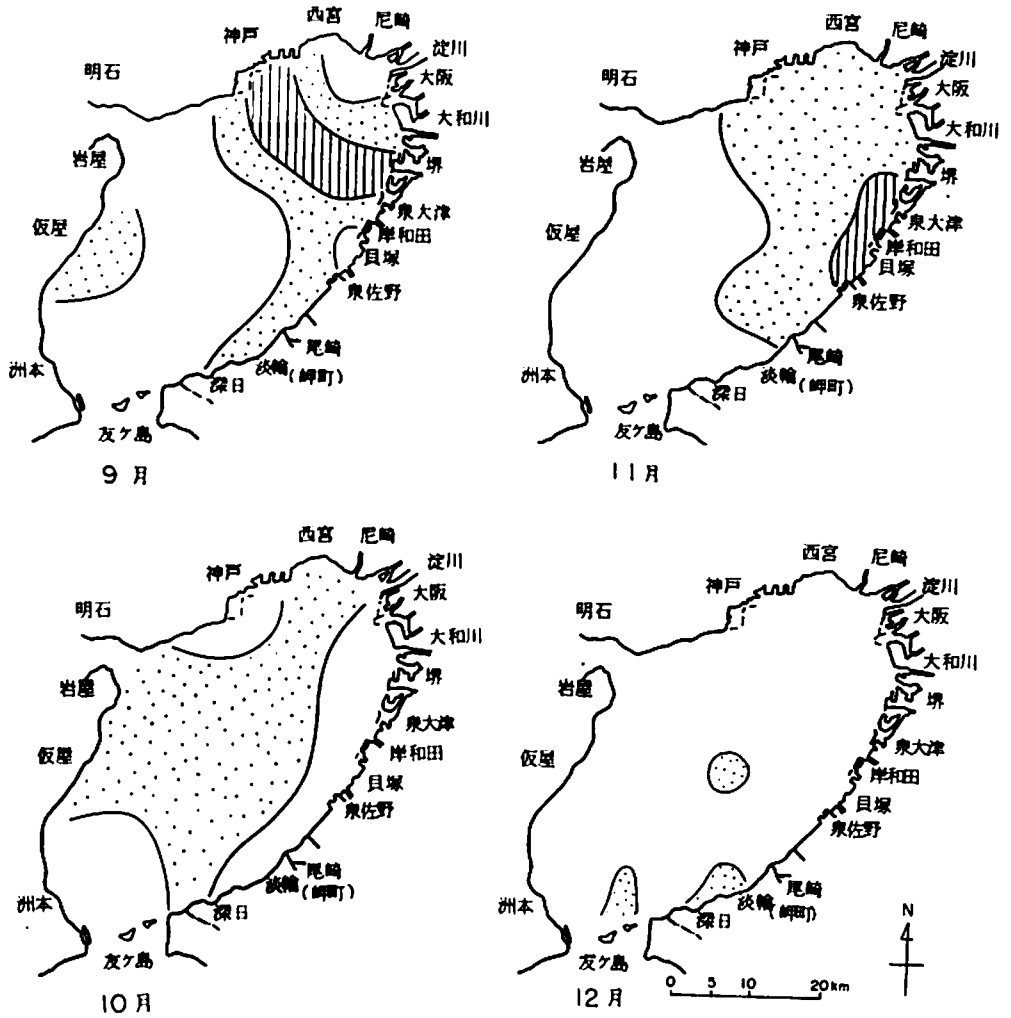 西宮
尼崎
神戸
淀川
明石
大阪
大和川
岩屋
堺
泉大津
仮屋
岸和田
貝塚
泉佐野
尾崎
洲本
淡輪(岬町)
深日
友ケ島
9月
西宮
尼崎
神戸
淀川
明石
大阪
大和川
岩屋
堺
泉大津
仮屋
岸和田
貝塚
泉佐野
尾崎
洲本
淡輪(岬町)
深日
友ケ島
11月
西宮
尼崎
神戸
淀川
明石
大阪
大和川
岩屋
堺
泉大津
仮屋
岸和田
貝塚
泉佐野
尾崎
淡輪(岬町)
洲本
深日
友ケ島
10月
西宮
尼崎
神戸
淀川
明石
大阪
大和川
岩屋
堺
泉大津
仮屋
岸和田
貝塚
泉佐野
尾崎
洲本
淡輪(岬町)
深日
友ケ島
12月
N
0 5 10 20km